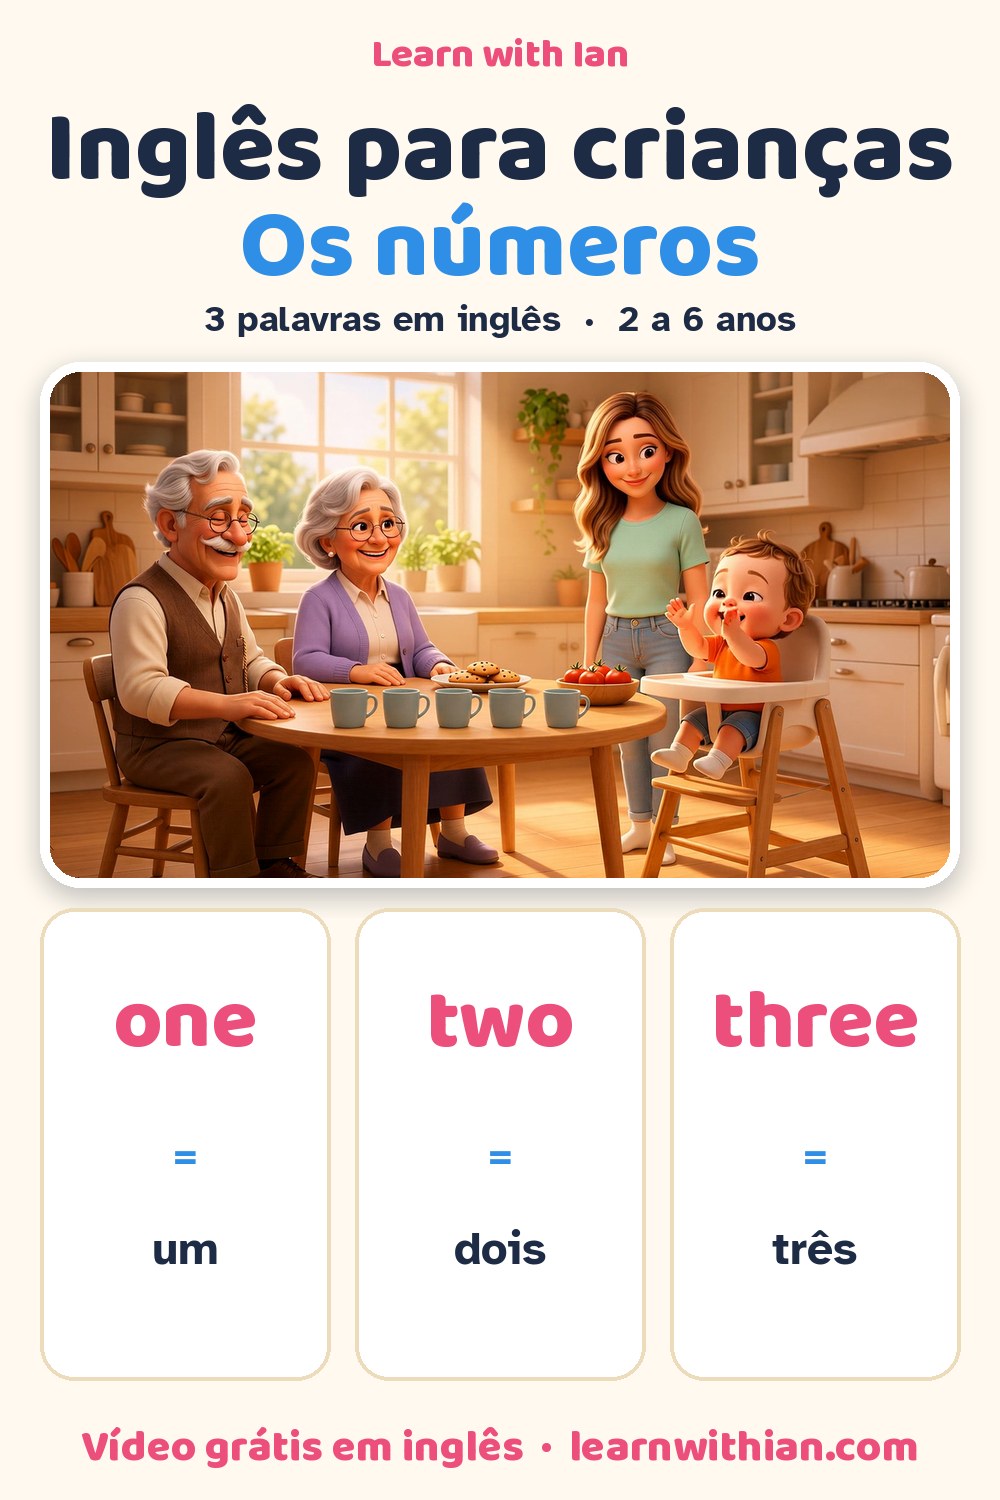 Learn with Ian
Inglês para crianças
Os números
3 palavras em inglês · 2 a 6 anos
one
=
um
two
=
dois
three
=
três
Vídeo grátis em inglês · learnwithian.com